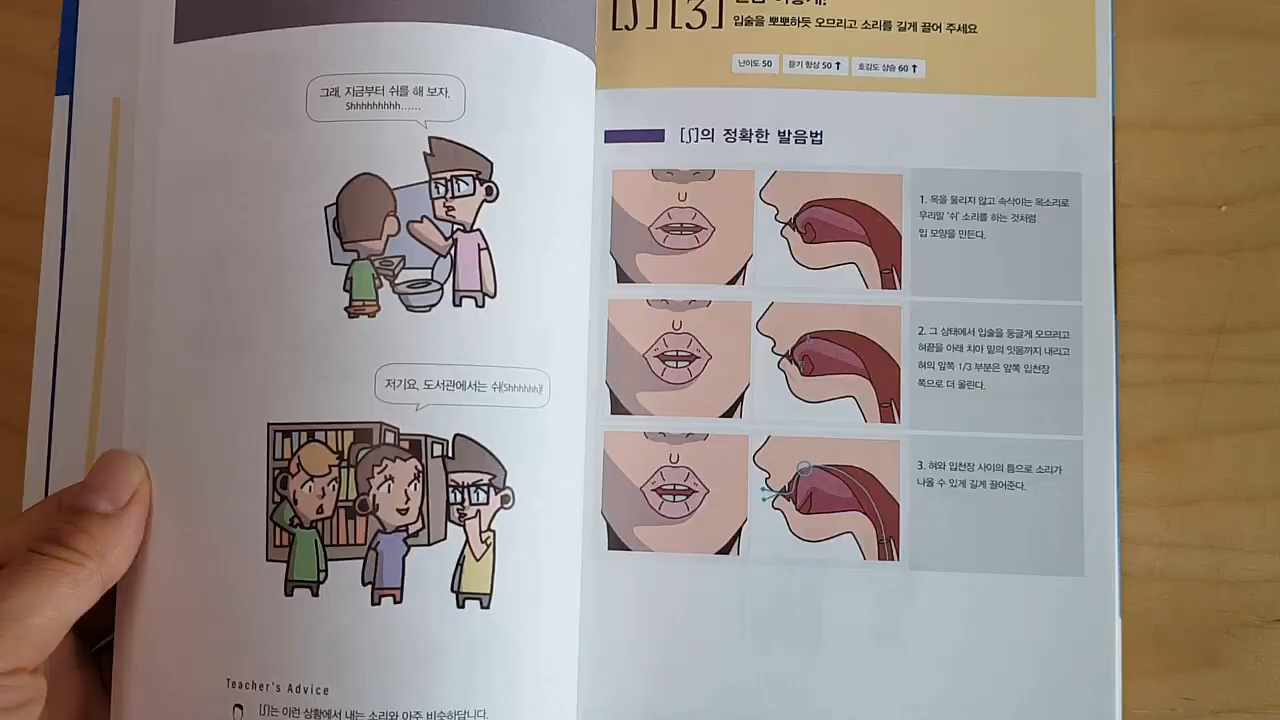 그래, 지금부터 쉬를 해 보자.
Shhhhhhhhh……
저기요, 도서관에서는 쉬(Shhhhhh)!
Teacher's Advice
[ʃ]는 이런 상황에서 내는 소리와 아주 비슷하답니다.
[ʃ] [ʒ]
입술을 뽀뽀하듯 오므리고 소리를 길게 끌어 주세요
난이도 50
듣기 향상 50 ↑
호감도 상승 60 ↑
[ʃ]의 정확한 발음법
1. 목을 울리지 않고 속삭이는 목소리로
우리말 '쉬' 소리를 하는 것처럼
입 모양을 만든다.
2. 그 상태에서 입술을 둥글게 오므리고
혀끝을 아래 치아 밑의 잇몸까지 내리고
혀의 앞쪽 1/3 부분은 앞쪽 입천장
쪽으로 더 올린다.
3. 혀와 입천장 사이의 틈으로 소리가
나올 수 있게 길게 끌어준다.